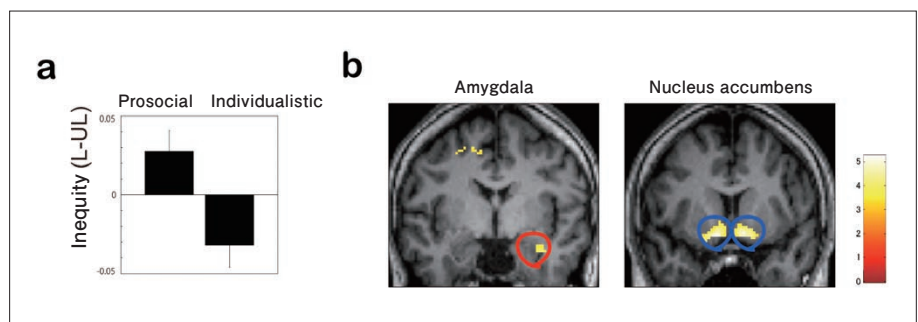 a
Prosocial Individualistic
Inequity (L-UL)
0.05
0
-0.05
b
Amygdala
Nucleus accumbens
5
4
3
2
1
0